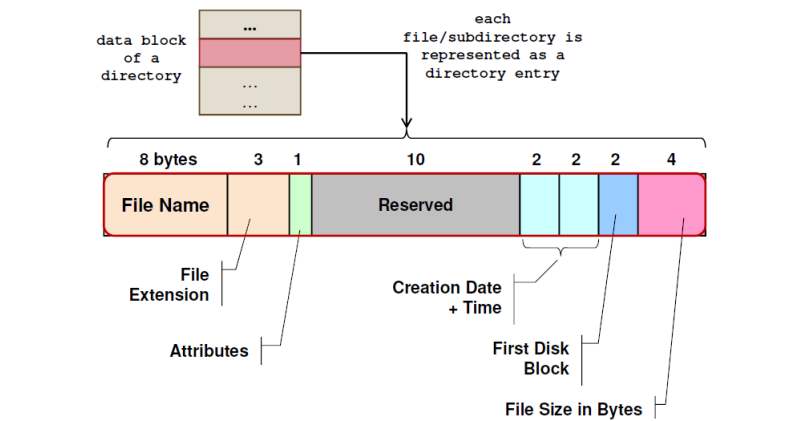 ...
data block
of a
directory
...
...
each
file/subdirectory is
represented as a
directory entry
8 bytes 3 1 10 2 2 2 4
File Name Reserved
File
Extension
Creation Date
+ Time
Attributes
First Disk
Block
File Size in Bytes